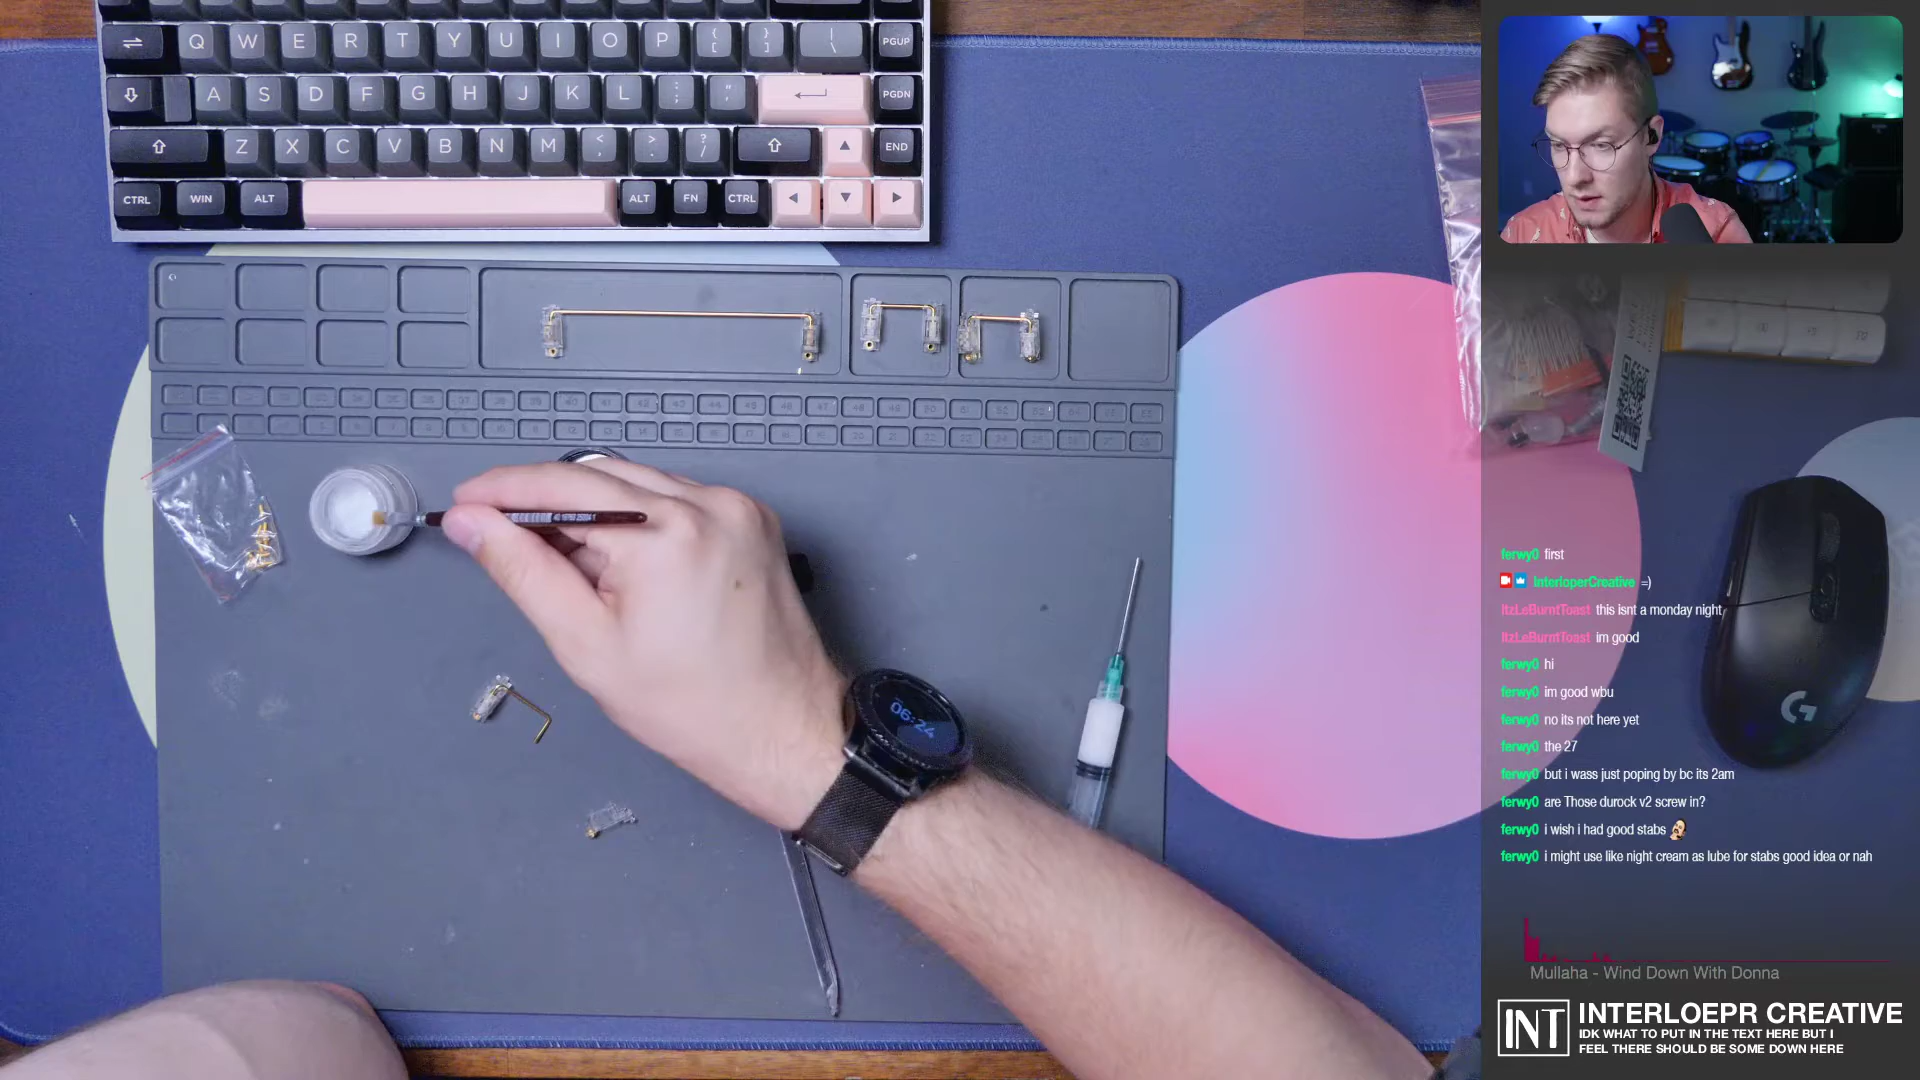 PGUP
Q W E R T Y U I O P { [ } ] | \
A S D F G H J K L : ; " ' PGDN
Z X C V B N M < , > . ? / END
CTRL WIN ALT ALT FN CTRL
06:24
G
ferwy0 first
InterloperCreative =)
ItzLeBurntToast this isnt a monday night
ItzLeBurntToast im good
ferwy0 hi
ferwy0 im good wbu
ferwy0 no its not here yet
ferwy0 the 27
ferwy0 but i wass just poping by bc its 2am
ferwy0 are Those durock v2 screw in?
ferwy0 i wish i had good stabs
ferwy0 i might use like night cream as lube for stabs good idea or nah
Mullaha - Wind Down With Donna
INT
INTERLOEPR CREATIVE
IDK WHAT TO PUT IN THE TEXT HERE BUT I
FEEL THERE SHOULD BE SOME DOWN HERE